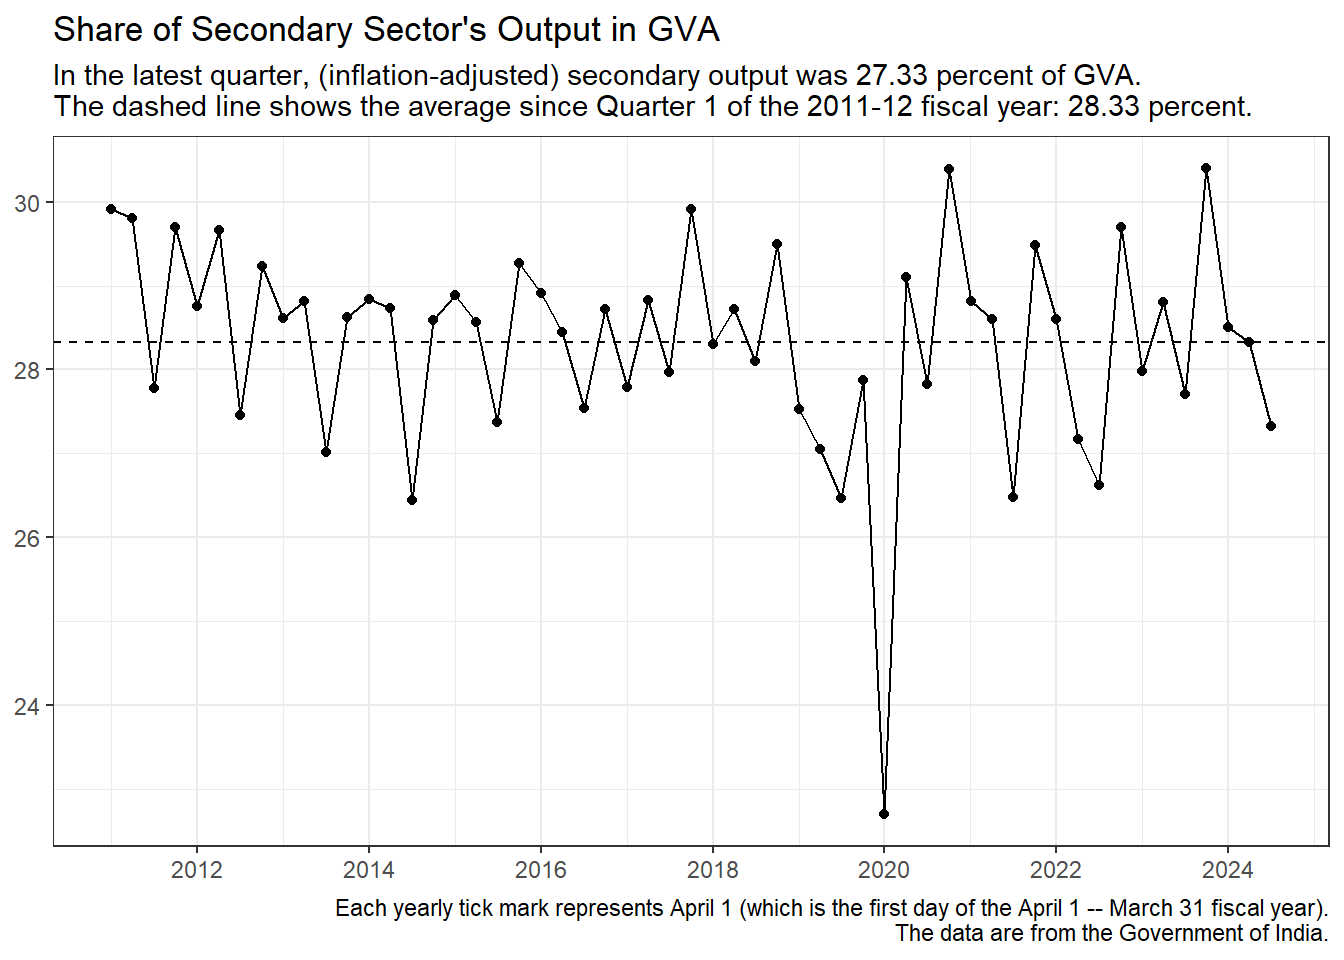 Share of Secondary Sector's Output in GVA
In the latest quarter, (inflation-adjusted) secondary output was 27.33 percent of GVA.
The dashed line shows the average since Quarter 1 of the 2011-12 fiscal year: 28.33 percent.
30
28
26
24
2012
2014
2016
2018
2020
2022
2024
Each yearly tick mark represents April 1 (which is the first day of the April 1 -- March 31 fiscal year).
The data are from the Government of India.